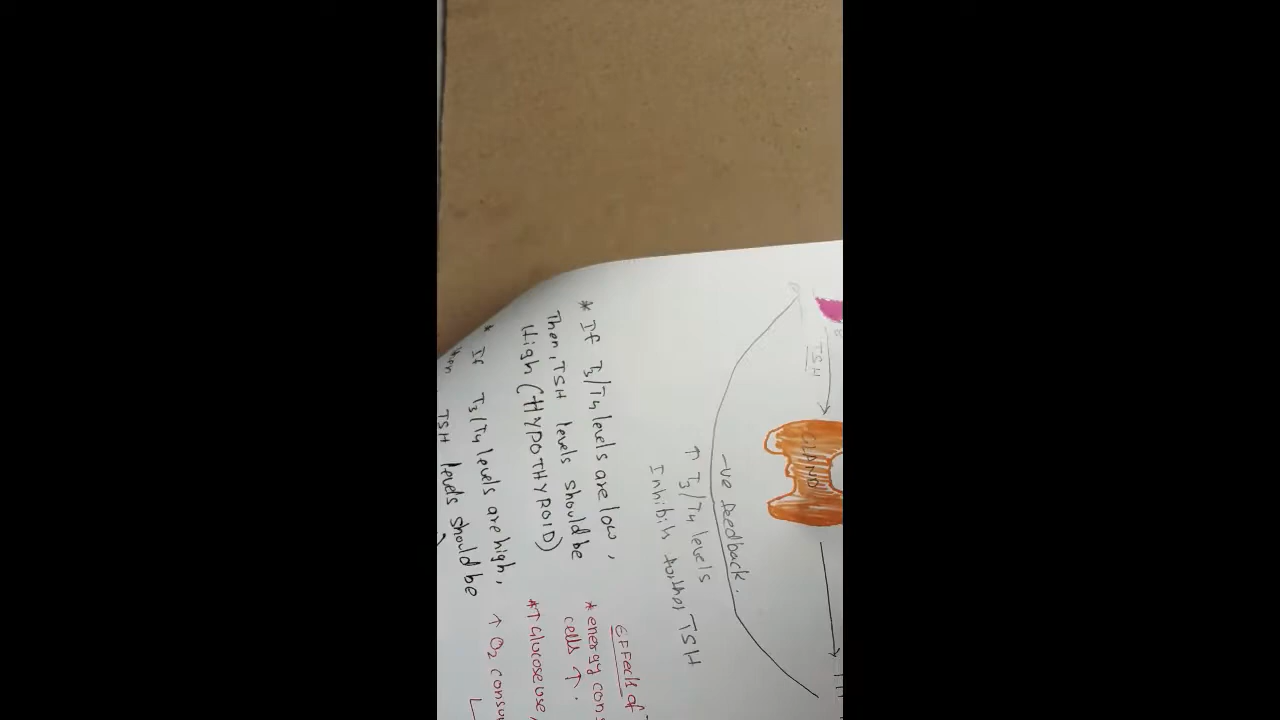 TSH
GLAND
-ve feedback.
↑ T3/T4 levels
Inhibits further TSH
* If T3/T4 levels are low,
Then, TSH levels should be
High (HYPOTHYROID)
* If T3/T4 levels are high,
Then TSH levels should be
Effects of
* energy cons
cells ↑.
*↑ Glucose use,
↑ O2 consu